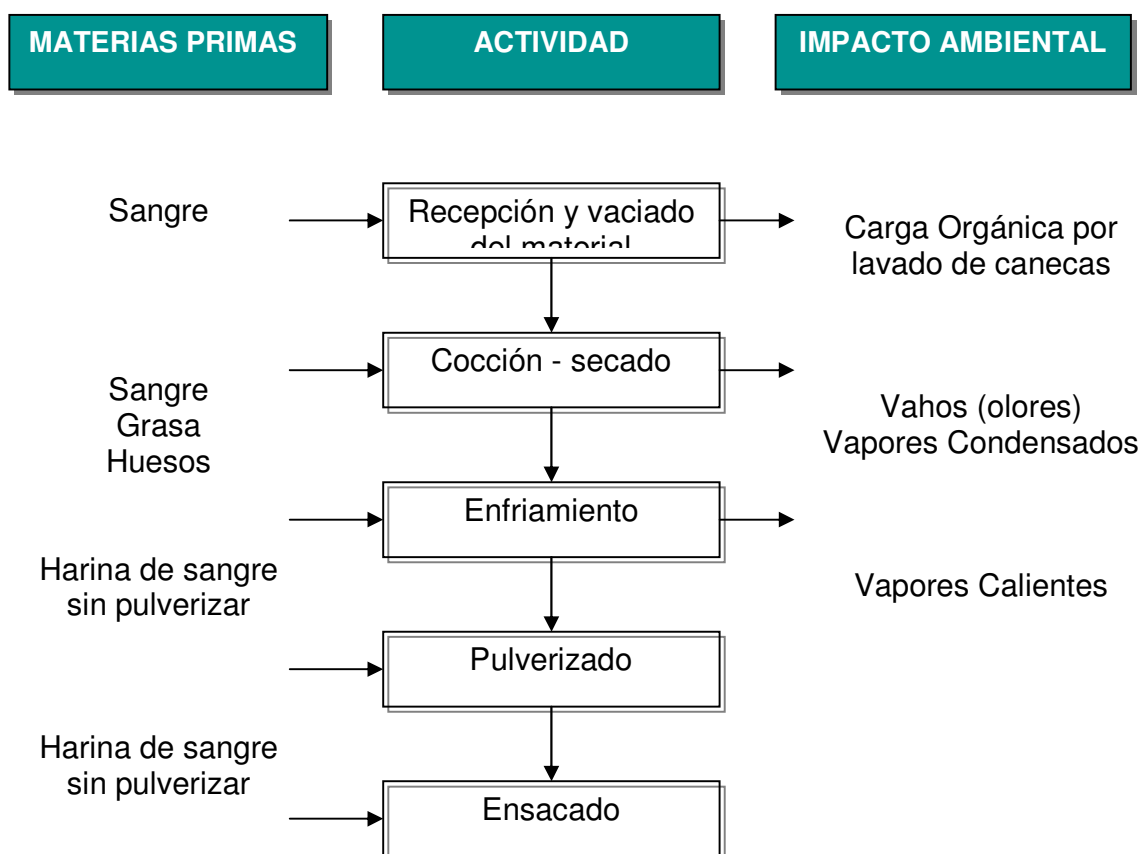 MATERIAS PRIMAS
ACTIVIDAD
IMPACTO AMBIENTAL
Sangre
Recepción y vaciado
del material
Carga Orgánica por
lavado de canecas
Cocción - secado
Sangre
Grasa
Huesos
Vahos (olores)
Vapores Condensados
Enfriamiento
Harina de sangre
sin pulverizar
Vapores Calientes
Pulverizado
Harina de sangre
sin pulverizar
Ensacado